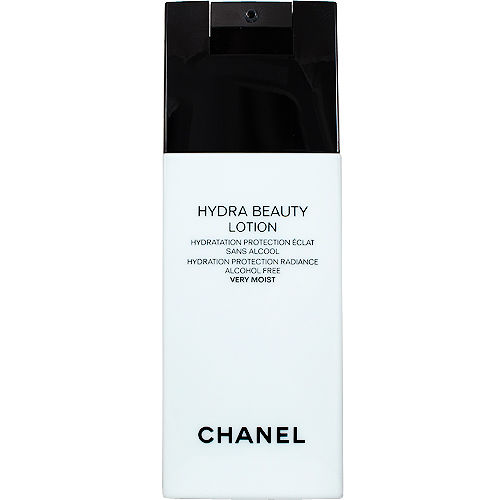 HYDRA BEAUTY
LOTION
HYDRATATION PROTECTION ÉCLAT
SANS ALCOOL
HYDRATION PROTECTION RADIANCE
ALCOHOL FREE
VERY MOIST
CHANEL